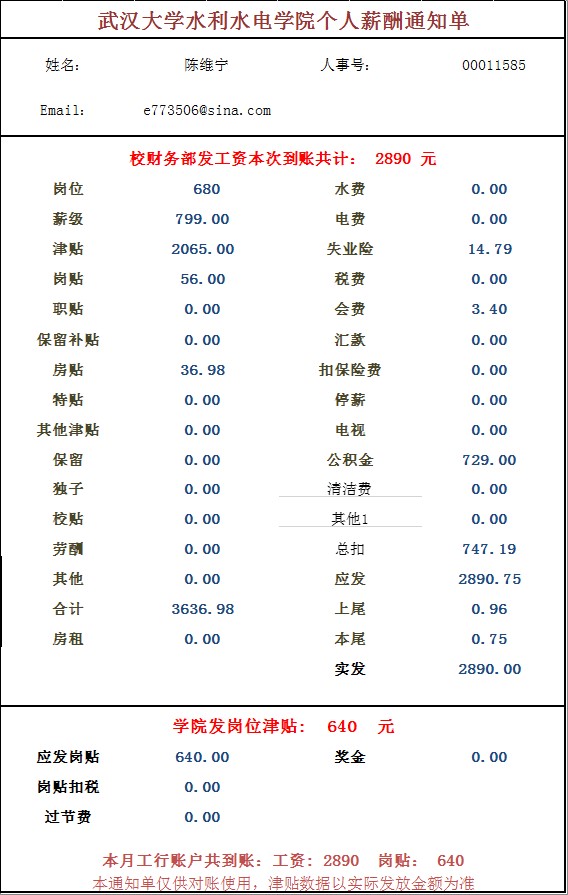 武汉大学水利水电学院个人薪酬通知单
姓名: 陈维宁 人事号: 00011585
Email: e773506@sina.com
校财务部发工资本次到账共计: 2890 元
岗位 680 水费 0.00
薪级 799.00 电费 0.00
津贴 2065.00 失业险 14.79
岗贴 56.00 税费 0.00
职贴 0.00 会费 3.40
保留补贴 0.00 汇款 0.00
房贴 36.98 扣保险费 0.00
特贴 0.00 停薪 0.00
其他津贴 0.00 电视 0.00
保留 0.00 公积金 729.00
独子 0.00 清洁费 0.00
校贴 0.00 其他1 0.00
劳酬 0.00 总扣 747.19
其他 0.00 应发 2890.75
合计 3636.98 上尾 0.96
房租 0.00 本尾 0.75
实发 2890.00
学院发岗位津贴: 640 元
应发岗贴 640.00 奖金 0.00
岗贴扣税 0.00
过节费 0.00
本月工行账户共到账: 工资: 2890 岗贴: 640
本通知单仅供对账使用，津贴数据以实际发放金额为准